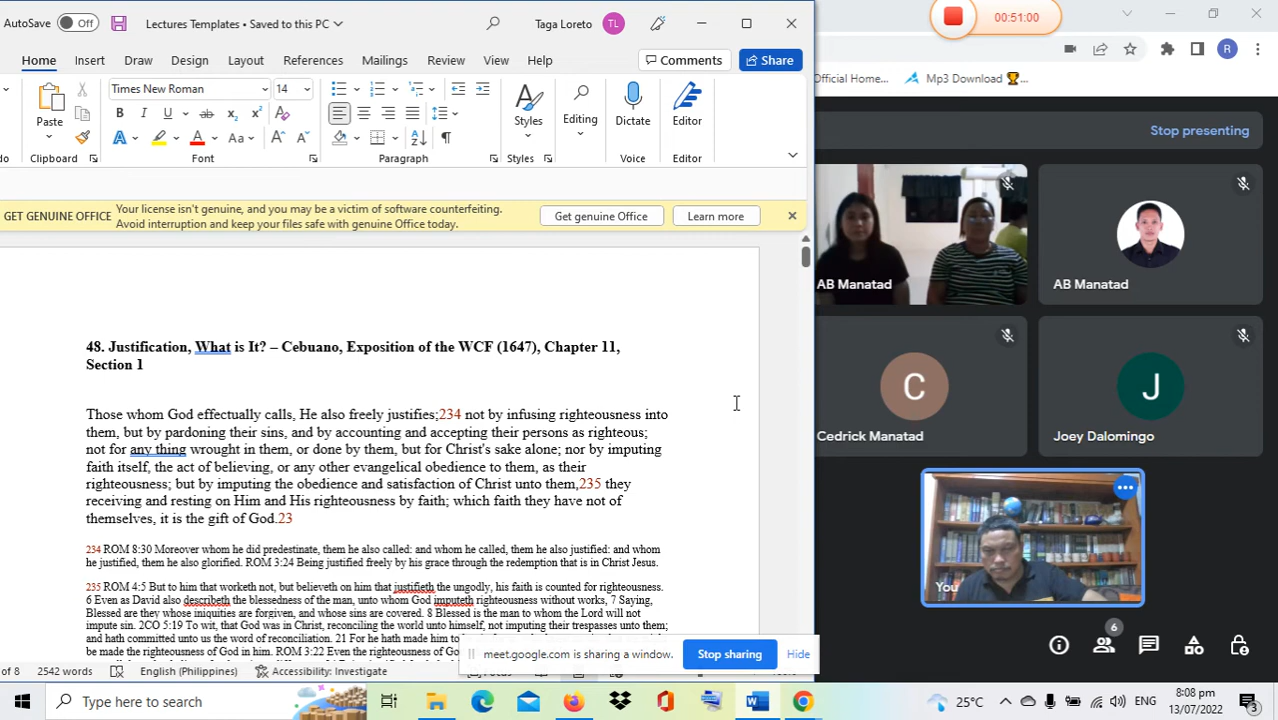 AutoSave Off Lectures Templates • Saved to this PC Taga Loreto TL
00:51:00
Home Insert Draw Design Layout References Mailings Review View Help Comments Share
R
Official Home... Mp3 Download
Times New Roman 14
Paste Styles Editing Dictate Editor
B I U ab x₂ x²
A A Aa A A
Clipboard Font Paragraph Styles Voice Editor
Stop presenting
GET GENUINE OFFICE Your license isn't genuine, and you may be a victim of software counterfeiting.
Avoid interruption and keep your files safe with genuine Office today.
Get genuine Office Learn more
AB Manatad
AB Manatad
48. Justification, What is It? – Cebuano, Exposition of the WCF (1647), Chapter 11,
Section 1
Those whom God effectually calls, He also freely justifies;234 not by infusing righteousness into
them, but by pardoning their sins, and by accounting and accepting their persons as righteous;
not for any thing wrought in them, or done by them, but for Christ's sake alone; nor by imputing
faith itself, the act of believing, or any other evangelical obedience to them, as their
righteousness; but by imputing the obedience and satisfaction of Christ unto them,235 they
receiving and resting on Him and His righteousness by faith; which faith they have not of
themselves, it is the gift of God.23
C
Cedrick Manatad
J
Joey Dalomingo
234 ROM 8:30 Moreover whom he did predestinate, them he also called: and whom he called, them he also justified: and whom
he justified, them he also glorified. ROM 3:24 Being justified freely by his grace through the redemption that is in Christ Jesus.
235 ROM 4:5 But to him that worketh not, but believeth on him that justifieth the ungodly, his faith is counted for righteousness.
6 Even as David also describeth the blessedness of the man, unto whom God imputeth righteousness without works, 7 Saying,
Blessed are they whose iniquities are forgiven, and whose sins are covered. 8 Blessed is the man to whom the Lord will not
impute sin. 2CO 5:19 To wit, that God was in Christ, reconciling the world unto himself, not imputing their trespasses unto them;
and hath committed unto us the word of reconciliation. 21 For he hath made him to
be made the righteousness of God in him. ROM 3:22 Even the righteousness of Go
You
6
meet.google.com is sharing a window. Stop sharing Hide
of 8 2542 words English (Philippines) Accessibility: Investigate
Type here to search
25°C ENG 8:08 pm
13/07/2022
3